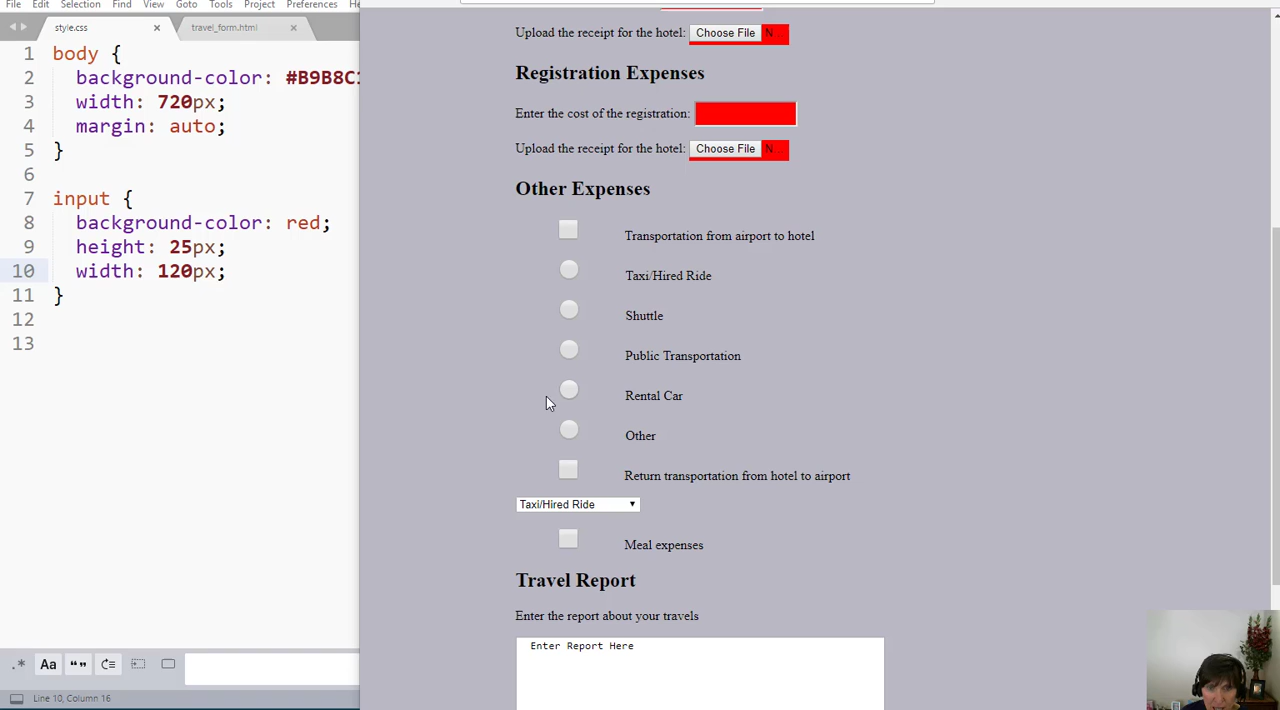 File Edit Selection Find View Goto Tools Project Preferences He
style.css × travel_form.html ×
1 body {
2 background-color: #B9B8C
3 width: 720px;
4 margin: auto;
5 }
6
7 input {
8 background-color: red;
9 height: 25px;
10 width: 120px;
11 }
12
13
.* Aa “ ”
Line 10, Column 16
Upload the receipt for the hotel: Choose File N...
Registration Expenses
Enter the cost of the registration:
Upload the receipt for the hotel: Choose File N...
Other Expenses
Transportation from airport to hotel
Taxi/Hired Ride
Shuttle
Public Transportation
Rental Car
Other
Return transportation from hotel to airport
Taxi/Hired Ride
Meal expenses
Travel Report
Enter the report about your travels
Enter Report Here